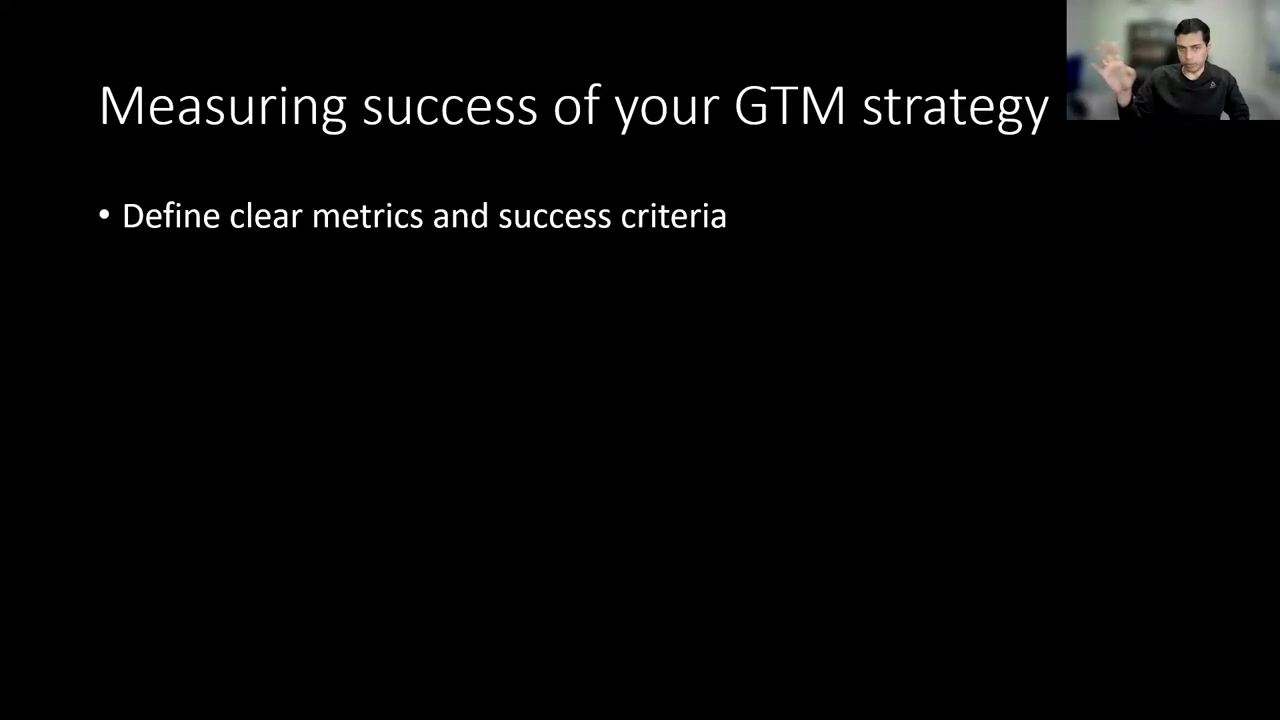 Measuring success of your GTM strategy
• Define clear metrics and success criteria